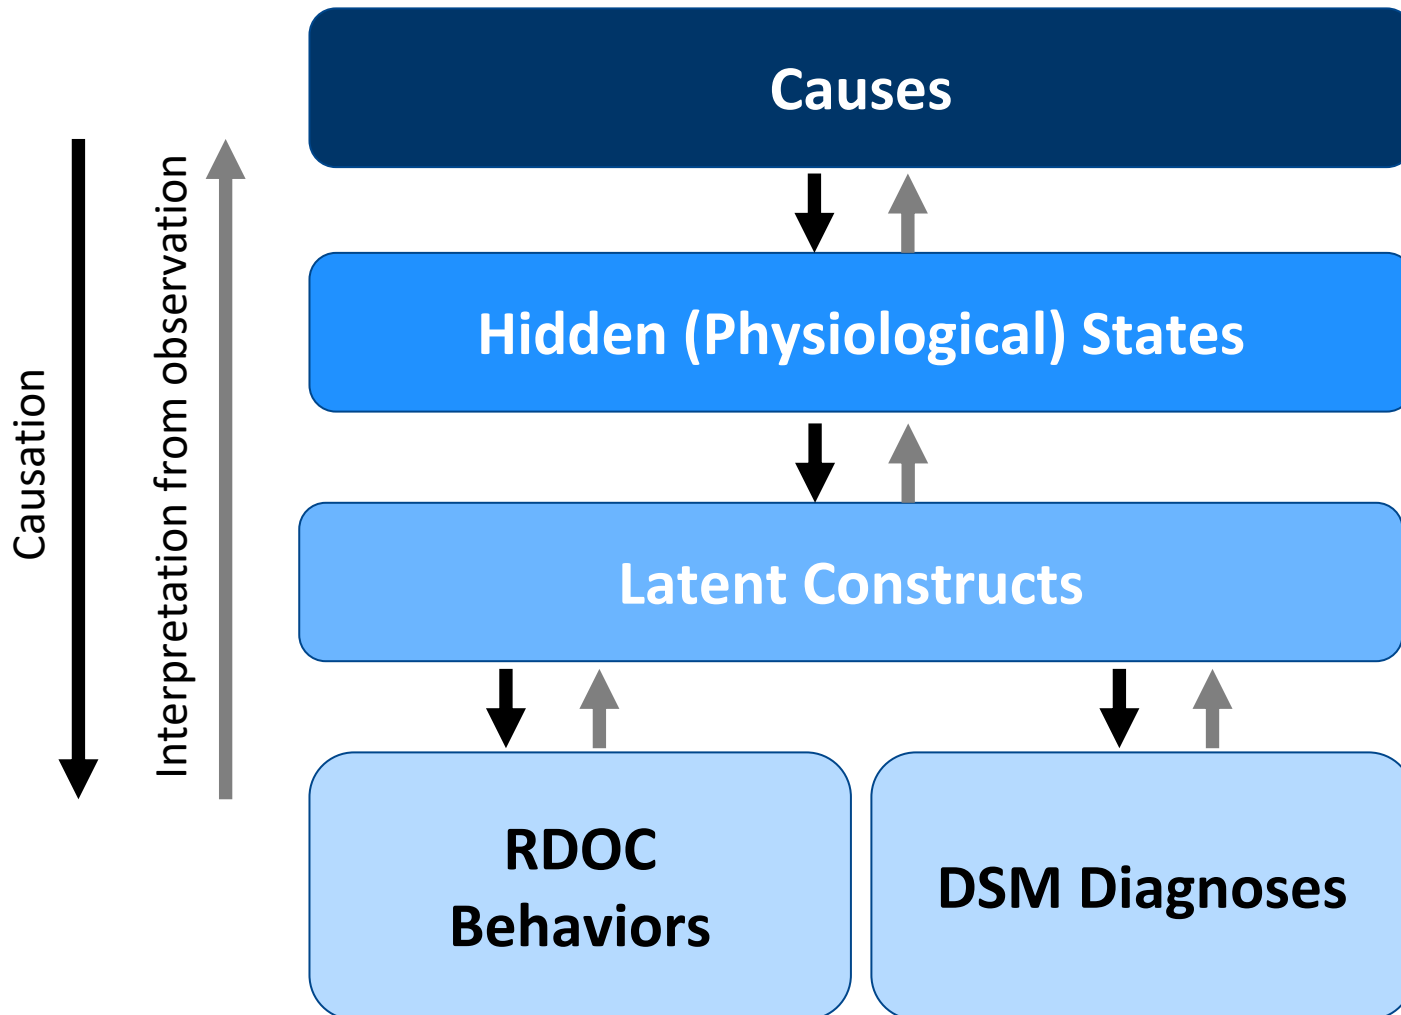 Causes
Causation
Interpretation from observation
Hidden (Physiological) States
Latent Constructs
RDOC
Behaviors
DSM Diagnoses